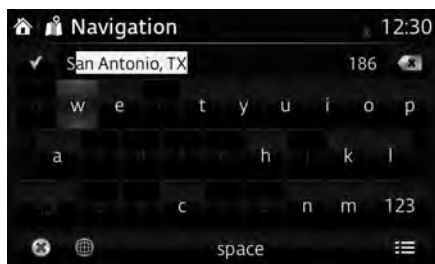 Navigation 12:30
San Antonio, TX 186
w e t y u i o p
a h k l
c n m 123
space